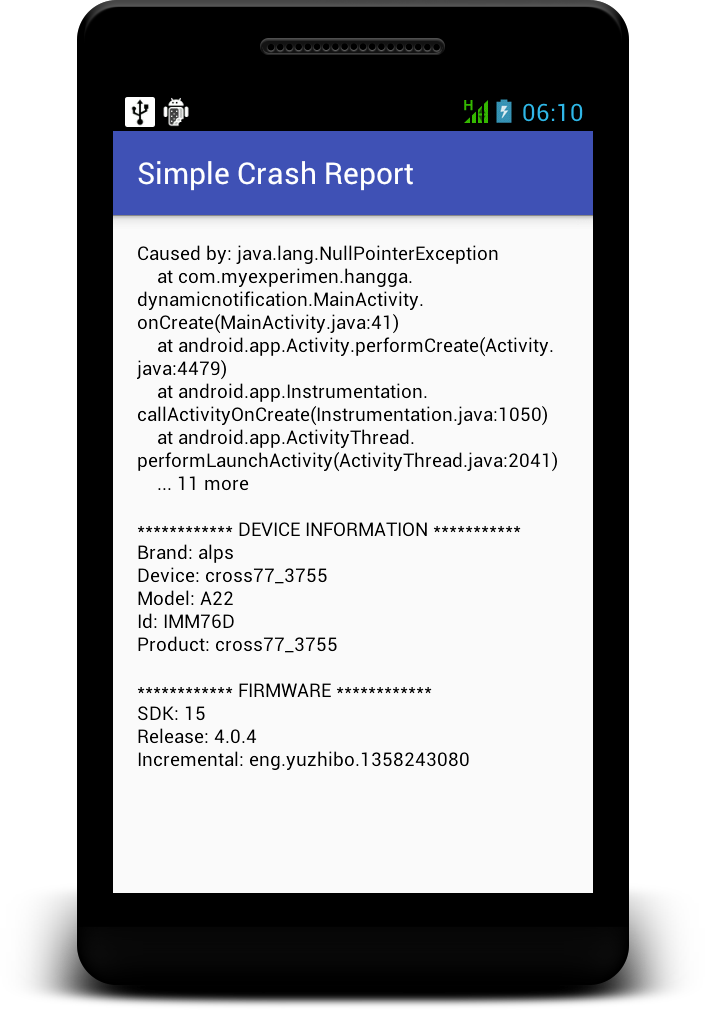 H
06:10
Simple Crash Report
Caused by: java.lang.NullPointerException
at com.myexperimen.hangga.
dynamicnotification.MainActivity.
onCreate(MainActivity.java:41)
at android.app.Activity.performCreate(Activity.
java:4479)
at android.app.Instrumentation.
callActivityOnCreate(Instrumentation.java:1050)
at android.app.ActivityThread.
performLaunchActivity(ActivityThread.java:2041)
... 11 more
************ DEVICE INFORMATION ***********
Brand: alps
Device: cross77_3755
Model: A22
Id: IMM76D
Product: cross77_3755
************ FIRMWARE ************
SDK: 15
Release: 4.0.4
Incremental: eng.yuzhibo.1358243080